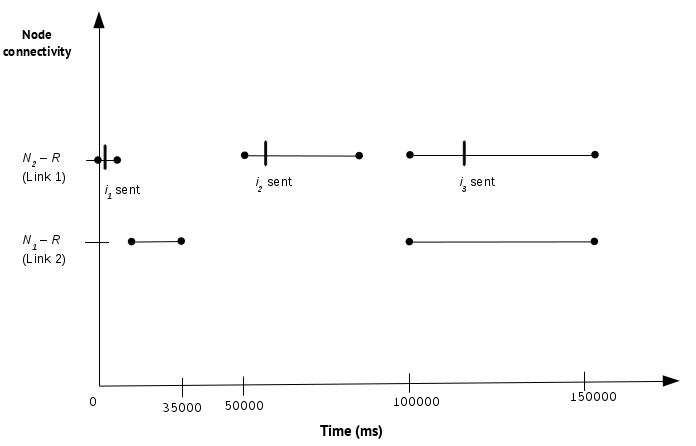 Node
connectivity
N2 – R
(Link 1)
i1 sent
i2 sent
i3 sent
N1 – R
(Link 2)
0
35000
50000
100000
150000
Time (ms)